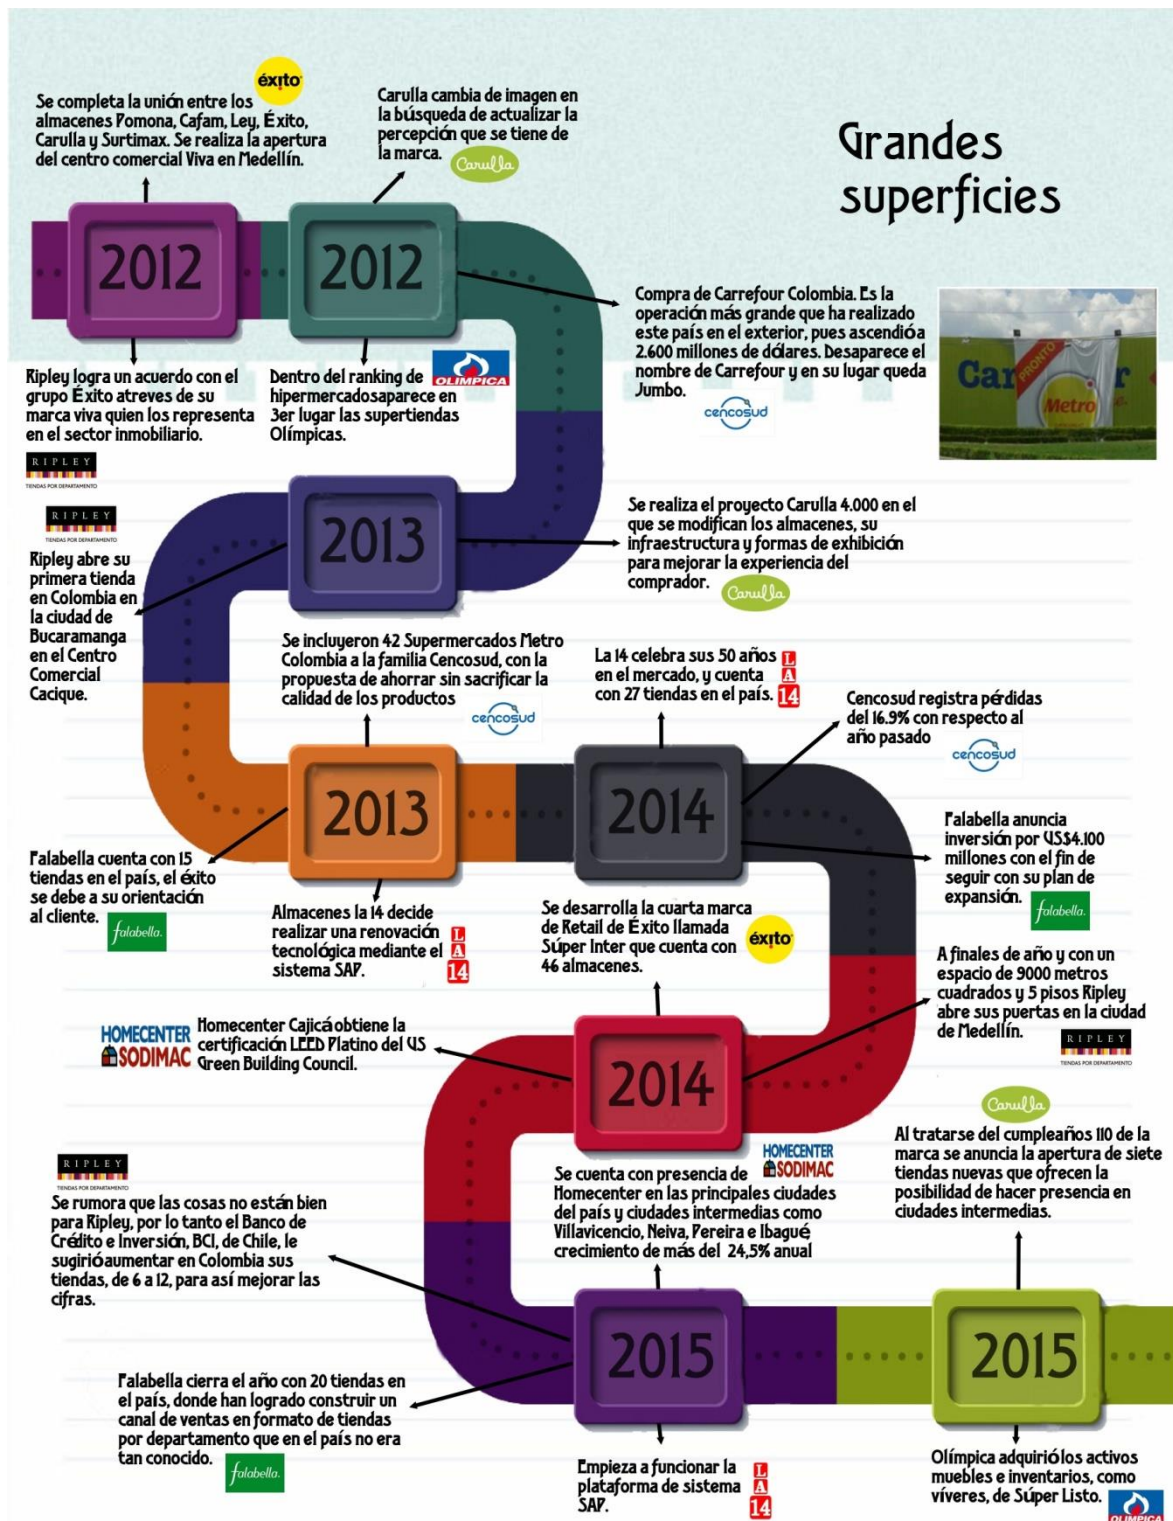 éxito
Se completa la unión entre los
almacenes Pomona, Cafam, Ley, Éxito,
Carulla y Surtimax. Se realiza la apertura
del centro comercial Viva en Medellín.
Carulla cambia de imagen en
la búsqueda de actualizar la
percepción que se tiene de
la marca.
Carulla
Grandes
superficies
2012
2012
Compra de Carrefour Colombia. Es la
operación más grande que ha realizado
este país en el exterior, pues ascendió a
2.600 millones de dólares. Desaparece el
nombre de Carrefour y en su lugar queda
Jumbo.
cencosud
Car
r
PRONTO
Metro
Ripley logra un acuerdo con el
grupo Éxito atreves de su
marca viva quien los representa
en el sector inmobiliario.
RIPLEY
TIENDAS POR DEPARTAMENTO
Dentro del ranking de
hipermercadosaparece en
3er lugar las supertiendas
Olímpicas.
OLIMPICA
RIPLEY
TIENDAS POR DEPARTAMENTO
Ripley abre su
primera tienda
en Colombia en
la ciudad de
Bucaramanga
en el Centro
Comercial
Cacique.
2013
Se realiza el proyecto Carulla 4.000 en el
que se modifican los almacenes, su
infraestructura y formas de exhibición
para mejorar la experiencia del
comprador.
Carulla
Se incluyeron 42 Supermercados Metro
Colombia a la familia Cencosud, con la
propuesta de ahorrar sin sacrificar la
calidad de los productos
cencosud
La 14 celebra sus 50 años
en el mercado, y cuenta
con 27 tiendas en el país.
LA 14
Cencosud registra pérdidas
del 16.9% con respecto al
año pasado
cencosud
2013
2014
Falabella cuenta con 15
tiendas en el país, el éxito
se debe a su orientación
al cliente.
falabella.
Almacenes la 14 decide
realizar una renovación
tecnológica mediante el
sistema SAP.
LA 14
Falabella anuncia
inversión por US$4.100
millones con el fin de
seguir con su plan de
expansión.
falabella.
Se desarrolla la cuarta marca
de Retail de Éxito llamada
Súper Inter que cuenta con
46 almacenes.
éxito
A finales de año y con un
espacio de 9000 metros
cuadrados y 5 pisos Ripley
abre sus puertas en la ciudad
de Medellín.
RIPLEY
TIENDAS POR DEPARTAMENTO
HOMECENTER
SODIMAC
Homecenter Cajicá obtiene la
certificación LEED Platino del US
Green Building Council.
2014
Carulla
Al tratarse del cumpleaños 110 de la
marca se anuncia la apertura de siete
tiendas nuevas que ofrecen la
posibilidad de hacer presencia en
ciudades intermedias.
RIPLEY
TIENDAS POR DEPARTAMENTO
Se rumora que las cosas no están bien
para Ripley, por lo tanto el Banco de
Crédito e Inversión, BCI, de Chile, le
sugirió aumentar en Colombia sus
tiendas, de 6 a 12, para así mejorar las
cifras.
HOMECENTER
SODIMAC
Se cuenta con presencia de
Homecenter en las principales ciudades
del país y ciudades intermedias como
Villavicencio, Neiva, Pereira e Ibagué,
crecimiento de más del 24,5% anual
2015
2015
Falabella cierra el año con 20 tiendas en
el país, donde han logrado construir un
canal de ventas en formato de tiendas
por departamento que en el país no era
tan conocido.
falabella.
Empieza a funcionar la
plataforma de sistema
SAP.
LA 14
Olímpica adquirió los activos
muebles e inventarios, como
víveres, de Súper Listo.
OLIMPICA